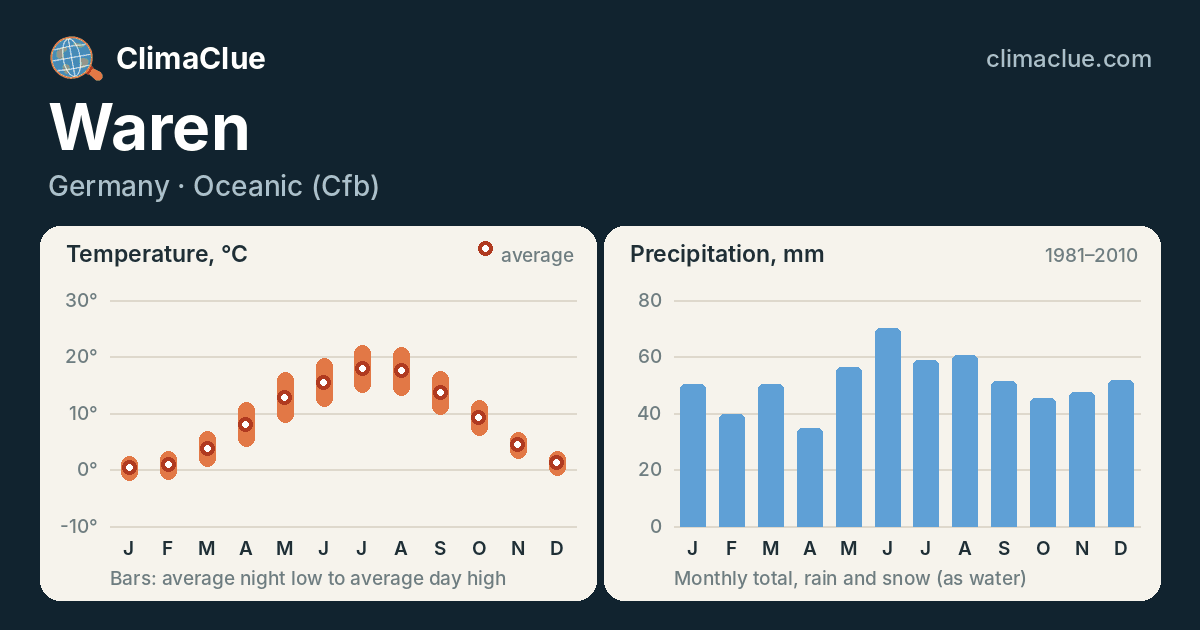 ClimaClue
climaclue.com
Waren
Germany · Oceanic (Cfb)
Temperature, °C
average
30°
20°
10°
0°
-10°
J F M A M J J A S O N D
Bars: average night low to average day high
Precipitation, mm
1981–2010
80
60
40
20
0
J F M A M J J A S O N D
Monthly total, rain and snow (as water)